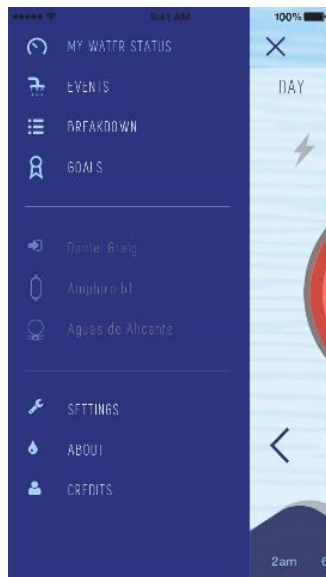 9:41 AM
100%
MY WATER STATUS
DAY
EVENTS
BREAKDOWN
GOALS
Daniel Graig
Amphiro b1
Aguas de Alicante
SETTINGS
ABOUT
CREDITS
2am